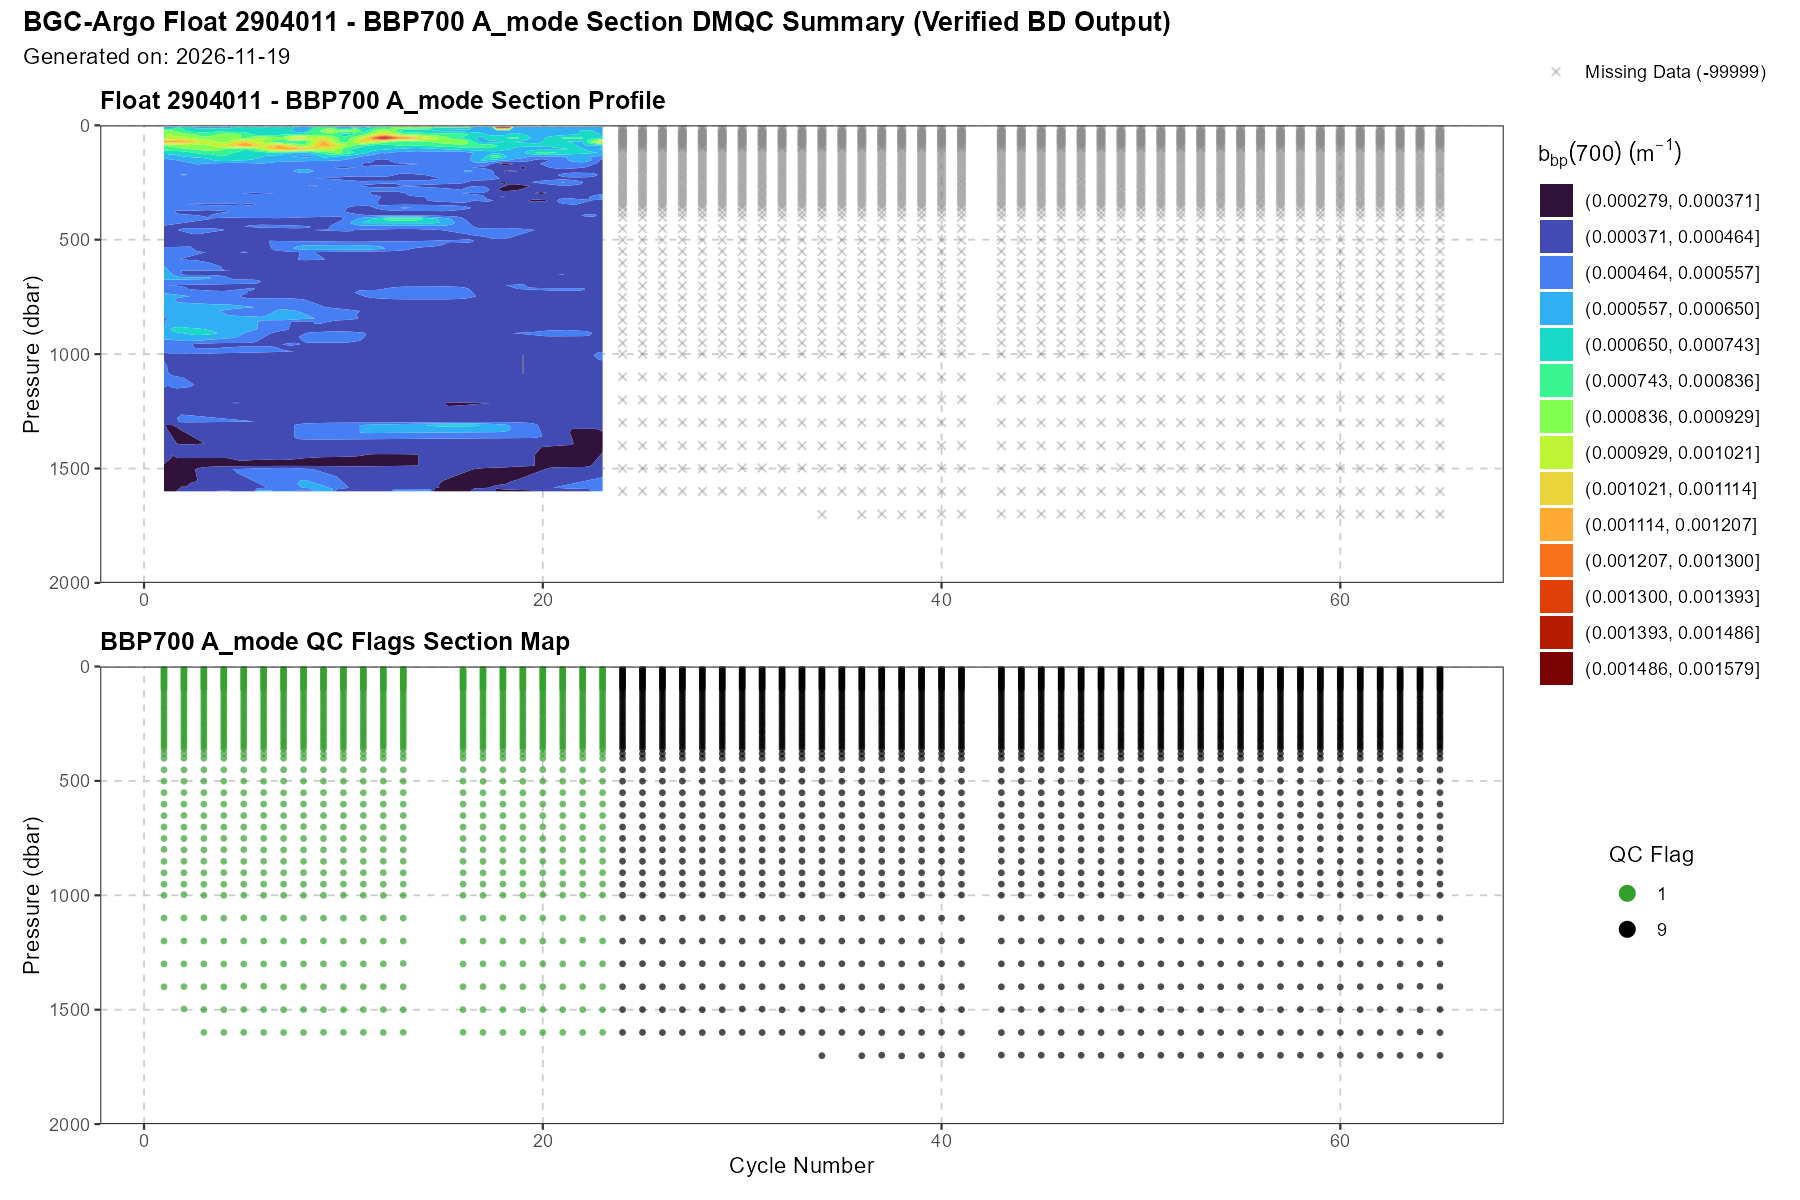 BGC-Argo Float 2904011 - BBP700 A_mode Section DMQC Summary (Verified BD Output)
Generated on: 2026-11-19
Float 2904011 - BBP700 A_mode Section Profile
Pressure (dbar)
0
500
1000
1500
2000
0 20 40 60
Missing Data (-99999)
b_bp(700) (m⁻¹)
(0.000279, 0.000371]
(0.000371, 0.000464]
(0.000464, 0.000557]
(0.000557, 0.000650]
(0.000650, 0.000743]
(0.000743, 0.000836]
(0.000836, 0.000929]
(0.000929, 0.001021]
(0.001021, 0.001114]
(0.001114, 0.001207]
(0.001207, 0.001300]
(0.001300, 0.001393]
(0.001393, 0.001486]
(0.001486, 0.001579]
BBP700 A_mode QC Flags Section Map
Pressure (dbar)
0
500
1000
1500
2000
0 20 40 60
Cycle Number
QC Flag
1
9